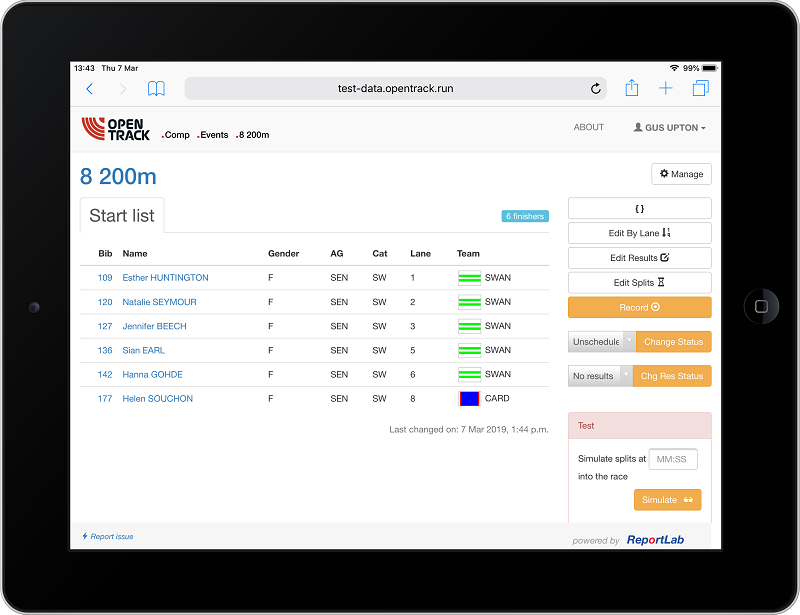 13:43 Thu 7 Mar 99%
test-data.opentrack.run
OPEN TRACK .Comp .Events .8 200m ABOUT GUS UPTON
8 200m Manage
Start list 6 finishers
{ }
Edit By Lane
Edit Results
Edit Splits
Record
Unschedule Change Status
No results Chg Res Status
Bib Name Gender AG Cat Lane Team
109 Esther HUNTINGTON F SEN SW 1 SWAN
120 Natalie SEYMOUR F SEN SW 2 SWAN
127 Jennifer BEECH F SEN SW 3 SWAN
136 Sian EARL F SEN SW 5 SWAN
142 Hanna GOHDE F SEN SW 6 SWAN
177 Helen SOUCHON F SEN SW 8 CARD
Last changed on: 7 Mar 2019, 1:44 p.m.
Test
Simulate splits at MM:SS
into the race
Simulate
Report issue
powered by ReportLab